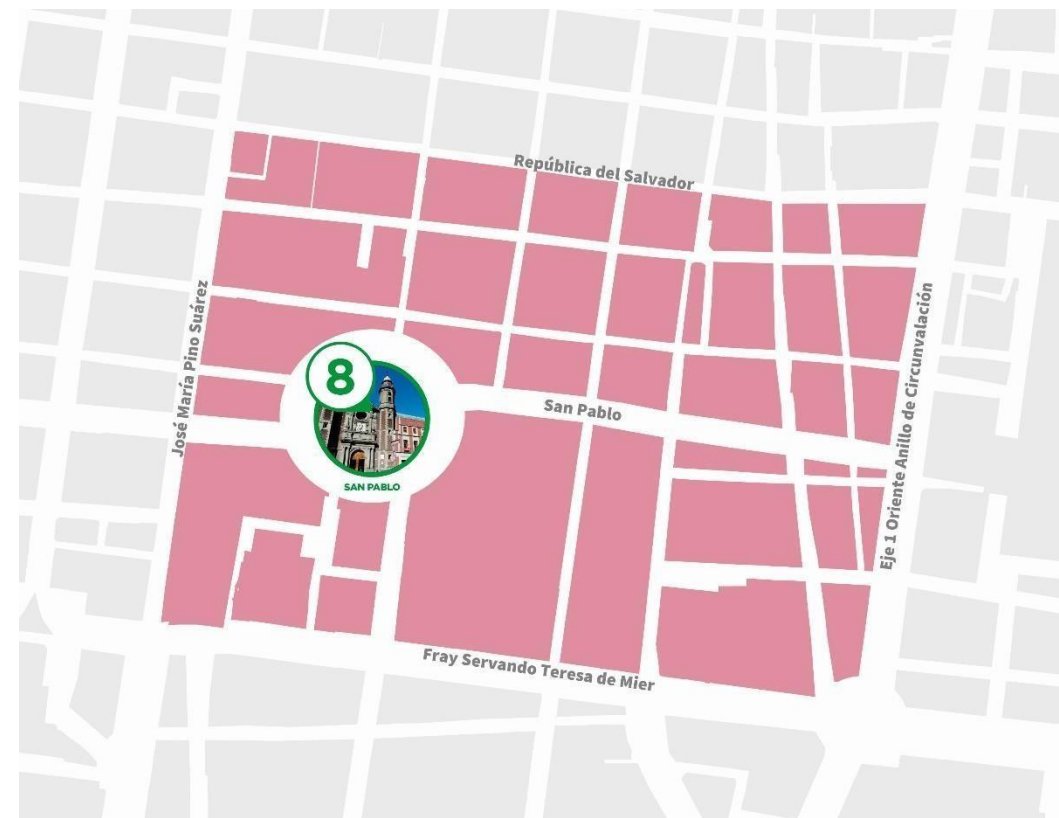 República del Salvador
José María Pino Suárez
Eje 1 Oriente Anillo de Circunvalación
8
San Pablo
SAN PABLO
Fray Servando Teresa de Mier